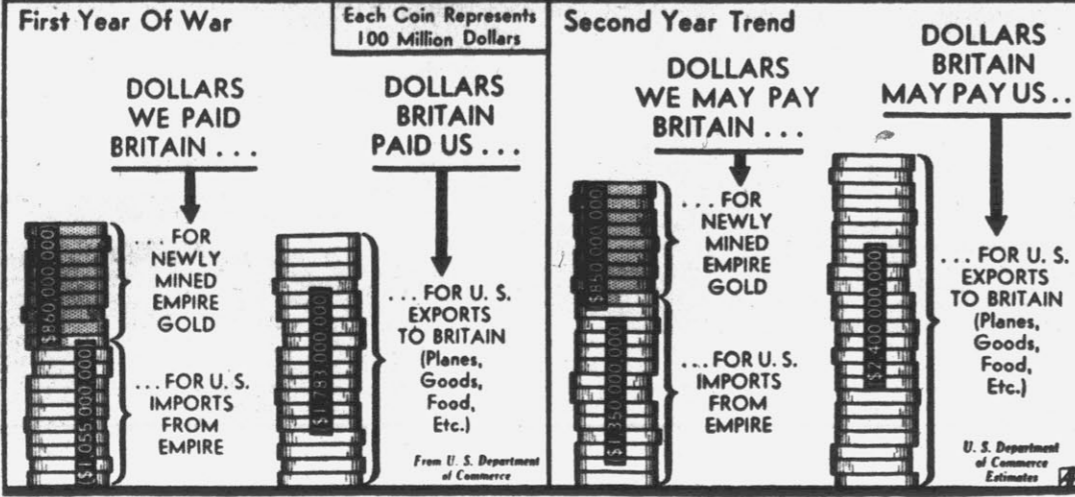 First Year Of War
Each Coin Represents
100 Million Dollars
DOLLARS
WE PAID
BRITAIN . . .
DOLLARS
BRITAIN
PAID US . . .
$860,000,000
. . . FOR
NEWLY
MINED
EMPIRE
GOLD
$1,055,000,000
. . . FOR U. S.
IMPORTS
FROM
EMPIRE
$1,783,000,000
. . . FOR U. S.
EXPORTS
TO BRITAIN
(Planes,
Goods,
Food,
Etc.)
From U. S. Department
of Commerce
Second Year Trend
DOLLARS
WE MAY PAY
BRITAIN . . .
DOLLARS
BRITAIN
MAY PAY US . .
$850,000,000
. . . FOR
NEWLY
MINED
EMPIRE
GOLD
$1,350,000,000
. . . FOR U. S.
IMPORTS
FROM
EMPIRE
$2,400,000,000
. . . FOR U. S.
EXPORTS
TO BRITAIN
(Planes,
Goods,
Food,
Etc.)
U. S. Department
of Commerce
Estimates